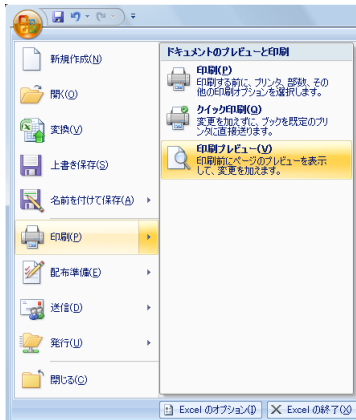 新規作成(N)
開く(O)
変換(V)
上書き保存(S)
名前を付けて保存(A)
印刷(P)
配布準備(E)
送信(D)
発行(U)
閉じる(C)
ドキュメントのプレビューと印刷
印刷(P)
印刷する前に、プリンタ、部数、その
他の印刷オプションを選択します。
クイック印刷(Q)
変更を加えずに、ブックを既定のプリ
ンタに直接送ります。
印刷プレビュー(V)
印刷前にページのプレビューを表示
して、変更を加えます。
Excel のオプション(I)
Excel の終了(X)